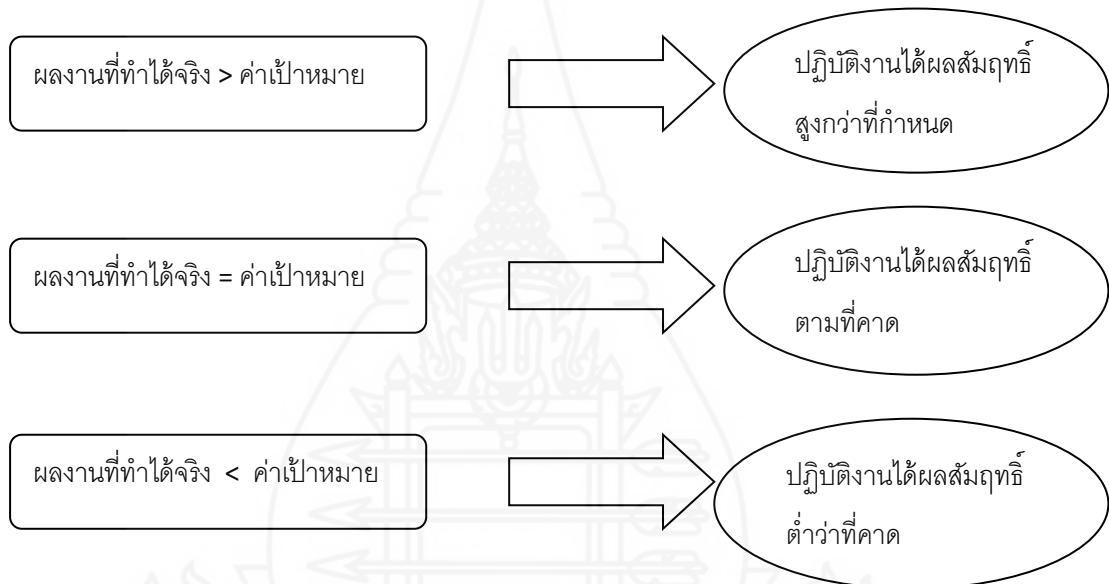 ผลงานที่ทำได้จริง > ค่าเป้าหมาย
ปฏิบัติงานได้ผลสัมฤทธิ์
สูงกว่าที่กำหนด
ผลงานที่ทำได้จริง = ค่าเป้าหมาย
ปฏิบัติงานได้ผลสัมฤทธิ์
ตามที่คาด
ผลงานที่ทำได้จริง < ค่าเป้าหมาย
ปฏิบัติงานได้ผลสัมฤทธิ์
ต่ำว่าที่คาด